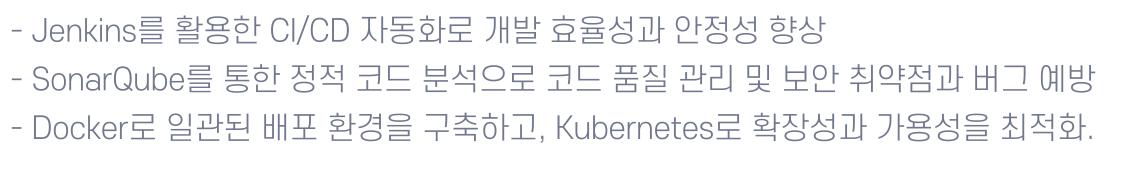 - Jenkins를 활용한 CI/CD 자동화로 개발 효율성과 안정성 향상
- SonarQube를 통한 정적 코드 분석으로 코드 품질 관리 및 보안 취약점과 버그 예방
- Docker로 일관된 배포 환경을 구축하고, Kubernetes로 확장성과 가용성을 최적화.